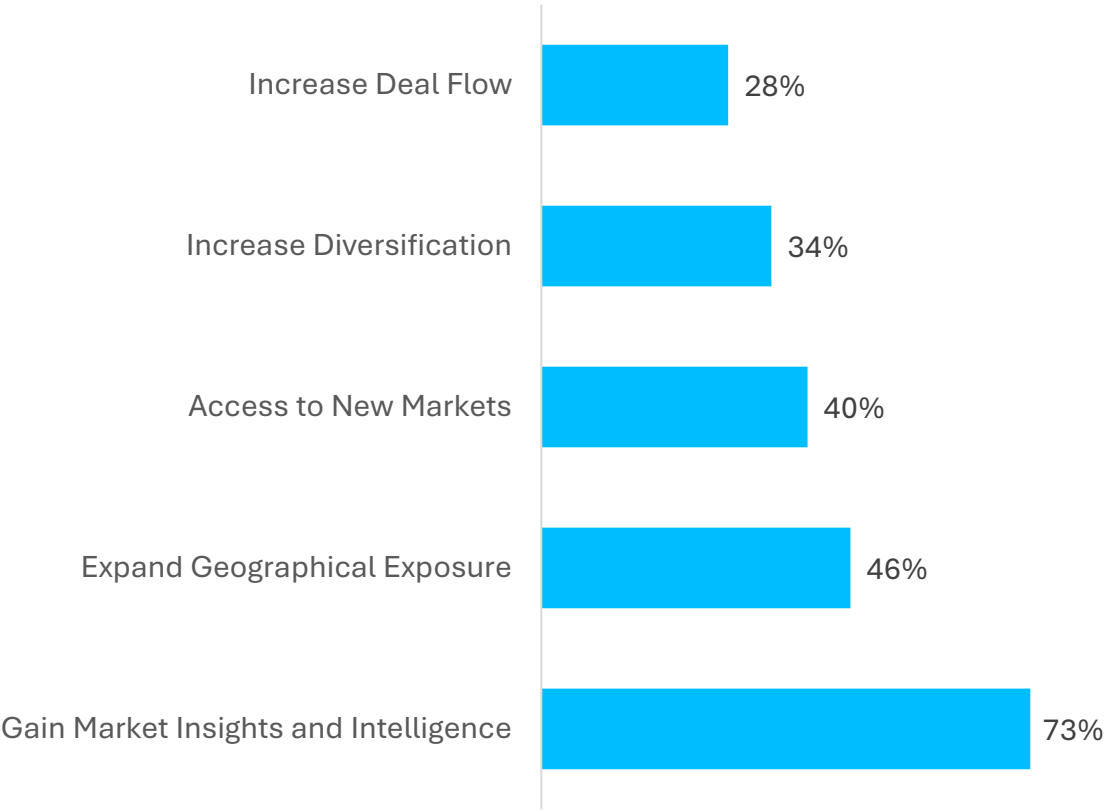 Increase Deal Flow 28%
Increase Diversification 34%
Access to New Markets 40%
Expand Geographical Exposure 46%
Gain Market Insights and Intelligence 73%